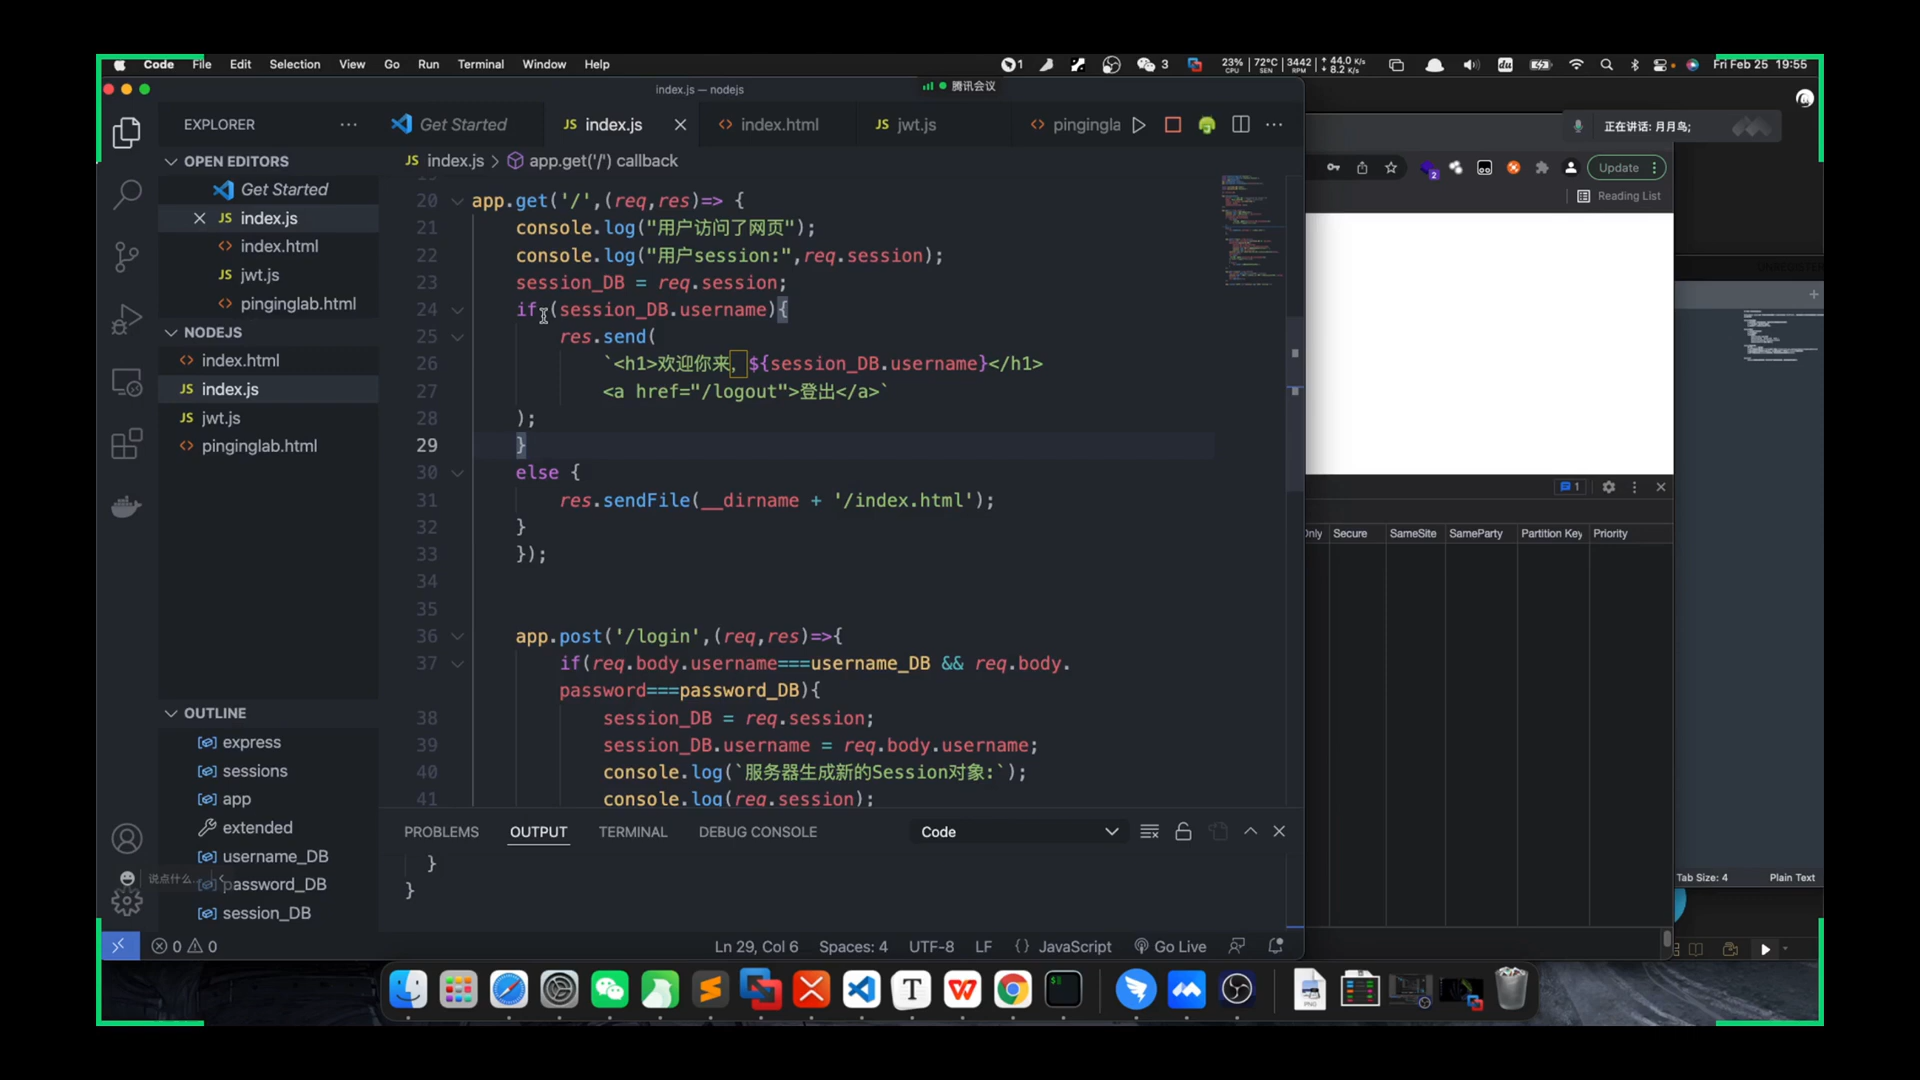 Code File Edit Selection View Go Run Terminal Window Help
1 3 23% CPU 72°C SEN 3442 RPM 44.0 K/s 8.2 K/s du Fri Feb 25 19:55
index.js — nodejs
腾讯会议
正在讲话: 月月鸟;
EXPLORER
Get Started
JS index.js
<> index.html
JS jwt.js
<> pinginglа
JS index.js > app.get('/') callback
OPEN EDITORS
Get Started
JS index.js
<> index.html
JS jwt.js
<> pinginglab.html
NODEJS
<> index.html
JS index.js
JS jwt.js
<> pinginglab.html
OUTLINE
express
sessions
app
extended
username_DB
password_DB
session_DB
说点什么...
20 app.get('/',(req,res)=> {
21 console.log("用户访问了网页");
22 console.log("用户session:",req.session);
23 session_DB = req.session;
24 if (session_DB.username){
25 res.send(
26 `<h1>欢迎你来，${session_DB.username}</h1>
27 <a href="/logout">登出</a>`
28 );
29 }
30 else {
31 res.sendFile(__dirname + '/index.html');
32 }
33 });
34
35
36 app.post('/login',(req,res)=>{
37 if(req.body.username===username_DB && req.body.
password===password_DB){
38 session_DB = req.session;
39 session_DB.username = req.body.username;
40 console.log(`服务器生成新的Session对象:`);
41 console.log(req.session);
PROBLEMS OUTPUT TERMINAL DEBUG CONSOLE Code
}
}
0 0 Ln 29, Col 6 Spaces: 4 UTF-8 LF {} JavaScript Go Live
2 Update
Reading List
1
Only Secure SameSite SameParty Partition Key Priority
Tab Size: 4 Plain Text